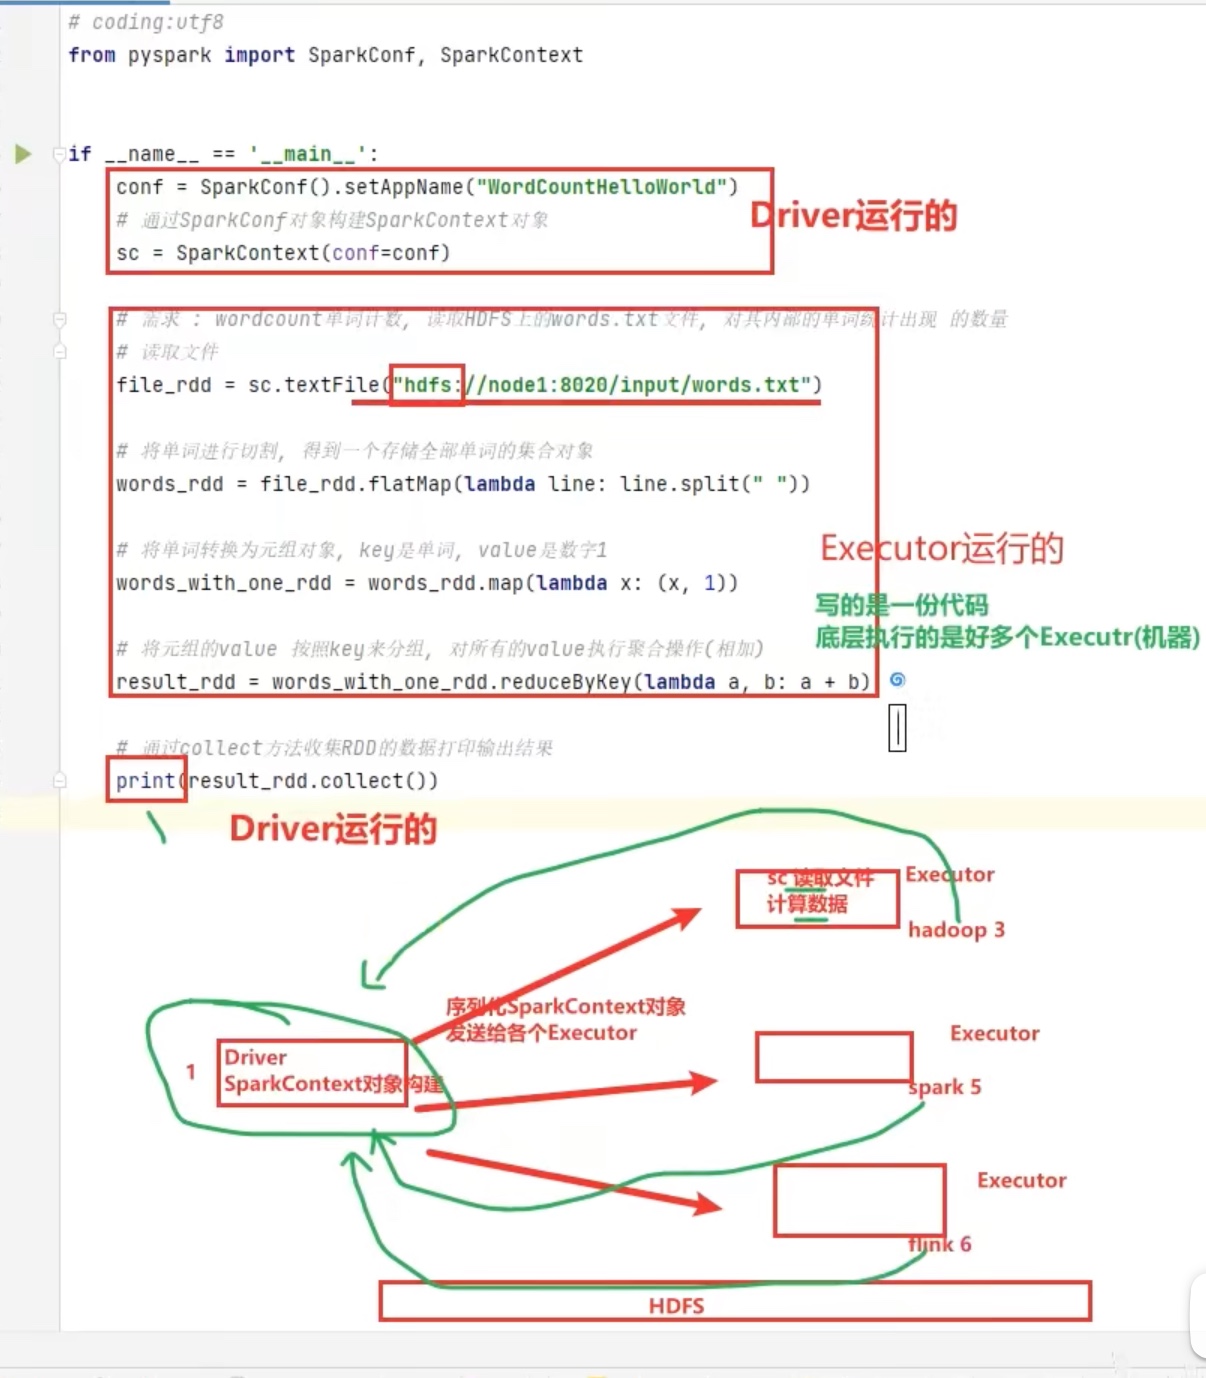 # coding:utf8
from pyspark import SparkConf, SparkContext
if __name__ == '__main__':
conf = SparkConf().setAppName("WordCountHelloWorld")
# 通过SparkConf对象构建SparkContext对象
Driver运行的
sc = SparkContext(conf=conf)
# 需求 : wordcount单词计数, 读取HDFS上的words.txt文件, 对其内部的单词统计出现 的数量
# 读取文件
file_rdd = sc.textFile("hdfs://node1:8020/input/words.txt")
# 将单词进行切割, 得到一个存储全部单词的集合对象
words_rdd = file_rdd.flatMap(lambda line: line.split(" "))
# 将单词转换为元组对象, key是单词, value是数字1
Executor运行的
words_with_one_rdd = words_rdd.map(lambda x: (x, 1))
写的是一份代码
底层执行的是好多个Executr(机器)
# 将元组的value 按照key来分组, 对所有的value执行聚合操作(相加)
result_rdd = words_with_one_rdd.reduceByKey(lambda a, b: a + b)
# 通过collect方法收集RDD的数据打印输出结果
print(result_rdd.collect())
Driver运行的
sc 读取文件
计算数据
Executor
hadoop 3
序列化SparkContext对象
发送给各个Executor
Executor
spark 5
1
Driver
SparkContext对象构建
Executor
flink 6
HDFS